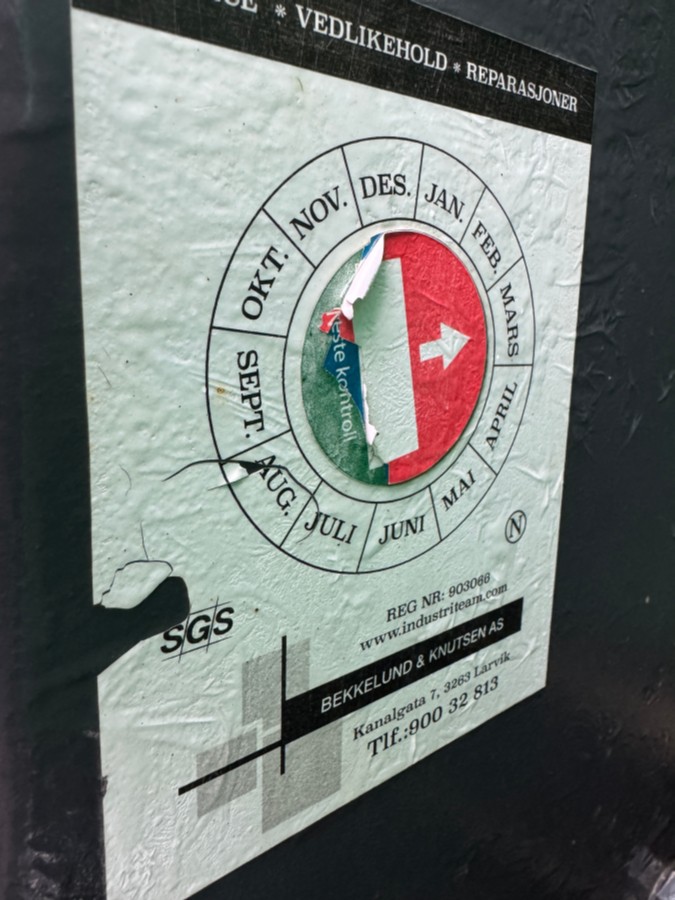 * VEDLIKEHOLD * REPARASJONER
DES.
JAN.
FEB.
MARS
APRIL
MAI
JUNI
JULI
AUG.
SEPT.
OKT.
NOV.
kontroll
N
SGS
REG NR: 903066
www.industriteam.com
BEKKELUND & KNUTSEN AS
Kanalgata 7, 3263 Larvik
Tlf.:900 32 813